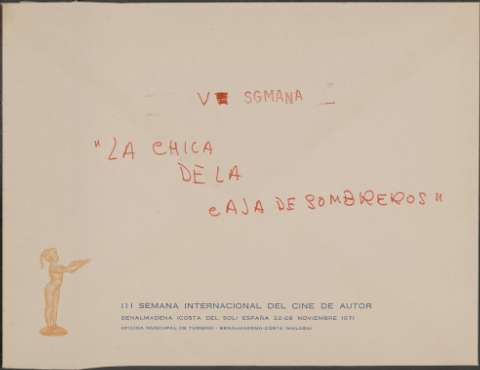 V SGMANA
"LA CHICA
DE LA
CAJA DE SOMBREROS"
III SEMANA INTERNACIONAL DEL CINE DE AUTOR
BENALMADENA (COSTA DEL SOL) ESPAÑA 22-28 NOVIEMBRE 1971
OFICINA MUNICIPAL DE TURISMO - BENALMADENA-COSTA (MALAGA)